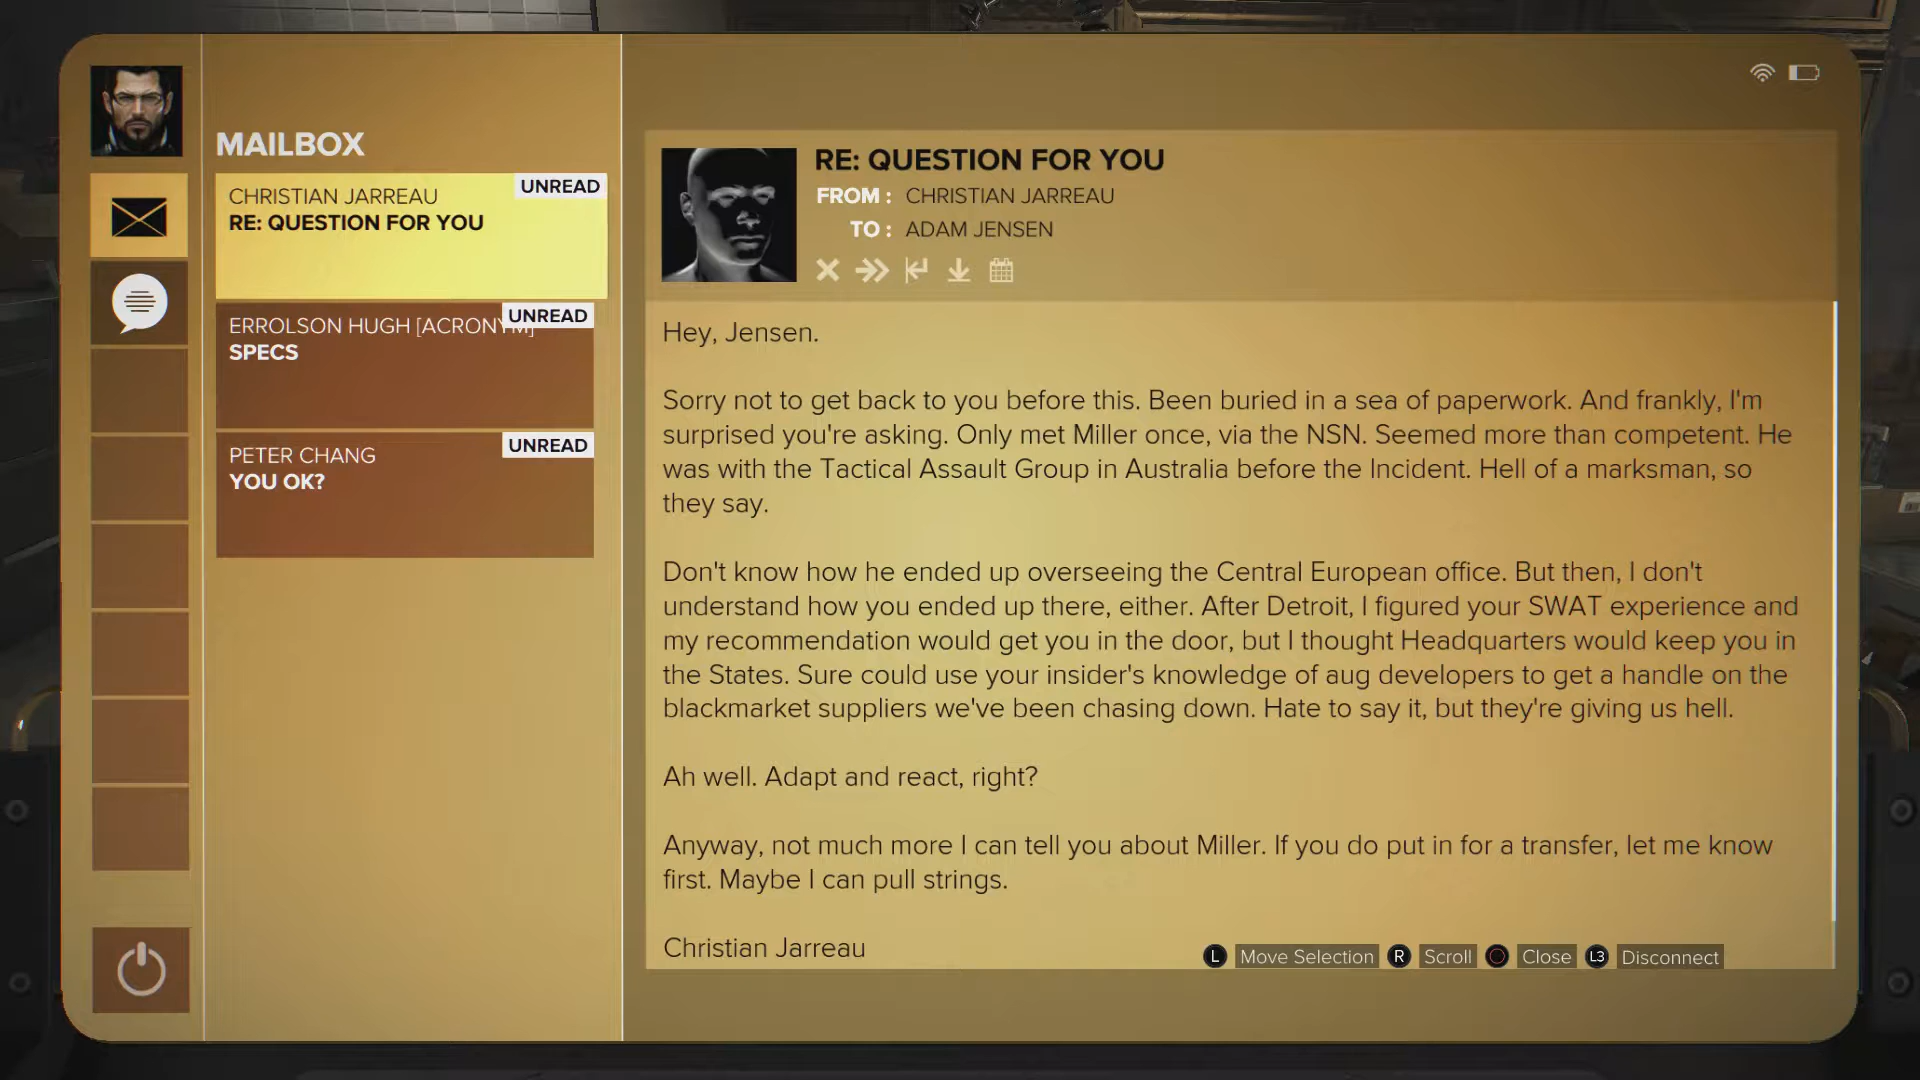 MAILBOX
CHRISTIAN JARREAU
UNREAD
RE: QUESTION FOR YOU
ERROLSON HUGH [ACRONYM]
UNREAD
SPECS
PETER CHANG
UNREAD
YOU OK?
RE: QUESTION FOR YOU
FROM : CHRISTIAN JARREAU
TO : ADAM JENSEN
Hey, Jensen.
Sorry not to get back to you before this. Been buried in a sea of paperwork. And frankly, I'm
surprised you're asking. Only met Miller once, via the NSN. Seemed more than competent. He
was with the Tactical Assault Group in Australia before the Incident. Hell of a marksman, so
they say.
Don't know how he ended up overseeing the Central European office. But then, I don't
understand how you ended up there, either. After Detroit, I figured your SWAT experience and
my recommendation would get you in the door, but I thought Headquarters would keep you in
the States. Sure could use your insider's knowledge of aug developers to get a handle on the
blackmarket suppliers we've been chasing down. Hate to say it, but they're giving us hell.
Ah well. Adapt and react, right?
Anyway, not much more I can tell you about Miller. If you do put in for a transfer, let me know
first. Maybe I can pull strings.
Christian Jarreau
L Move Selection R Scroll Close L3 Disconnect